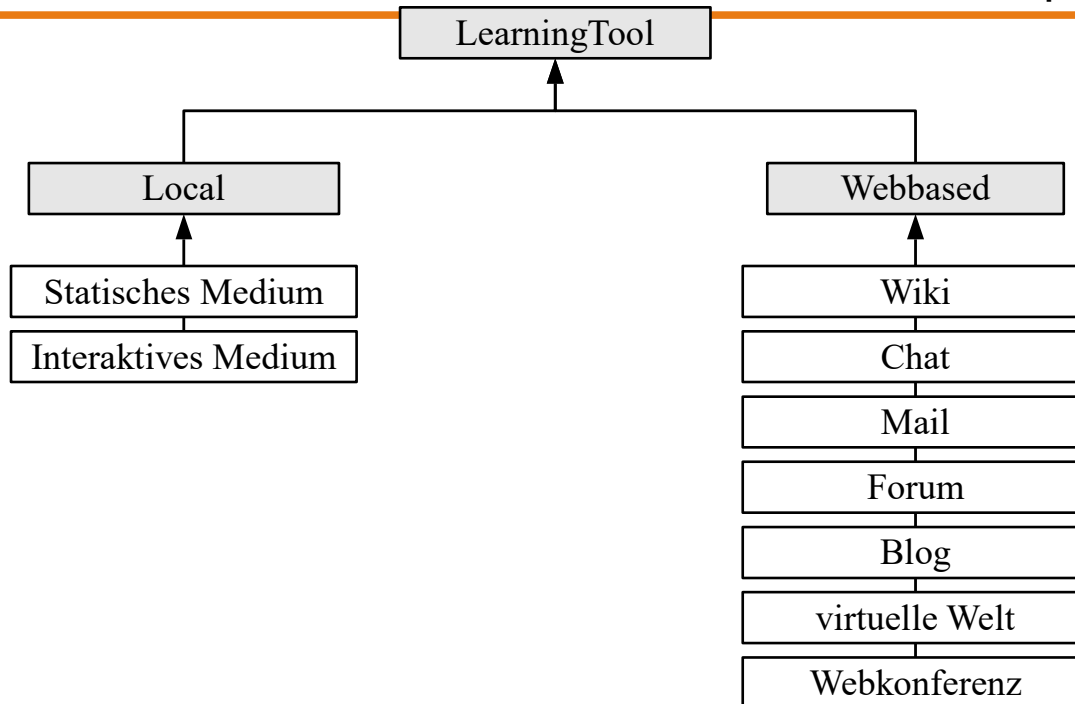 LearningTool
Local
Webbased
Statisches Medium
Interaktives Medium
Wiki
Chat
Mail
Forum
Blog
virtuelle Welt
Webkonferenz